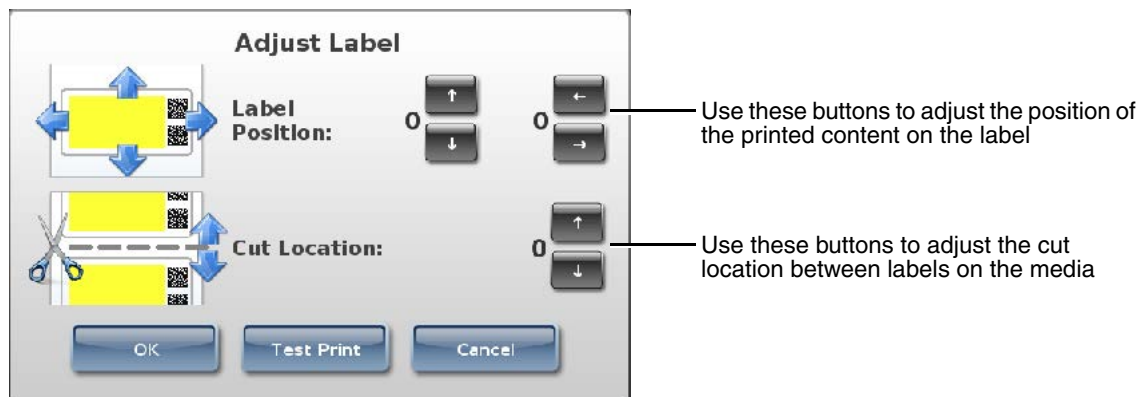 Adjust Label
Label
Position:
0
↑
↓
0
←
→
Use these buttons to adjust the position of
the printed content on the label
Cut Location:
0
↑
↓
Use these buttons to adjust the cut
location between labels on the media
OK
Test Print
Cancel